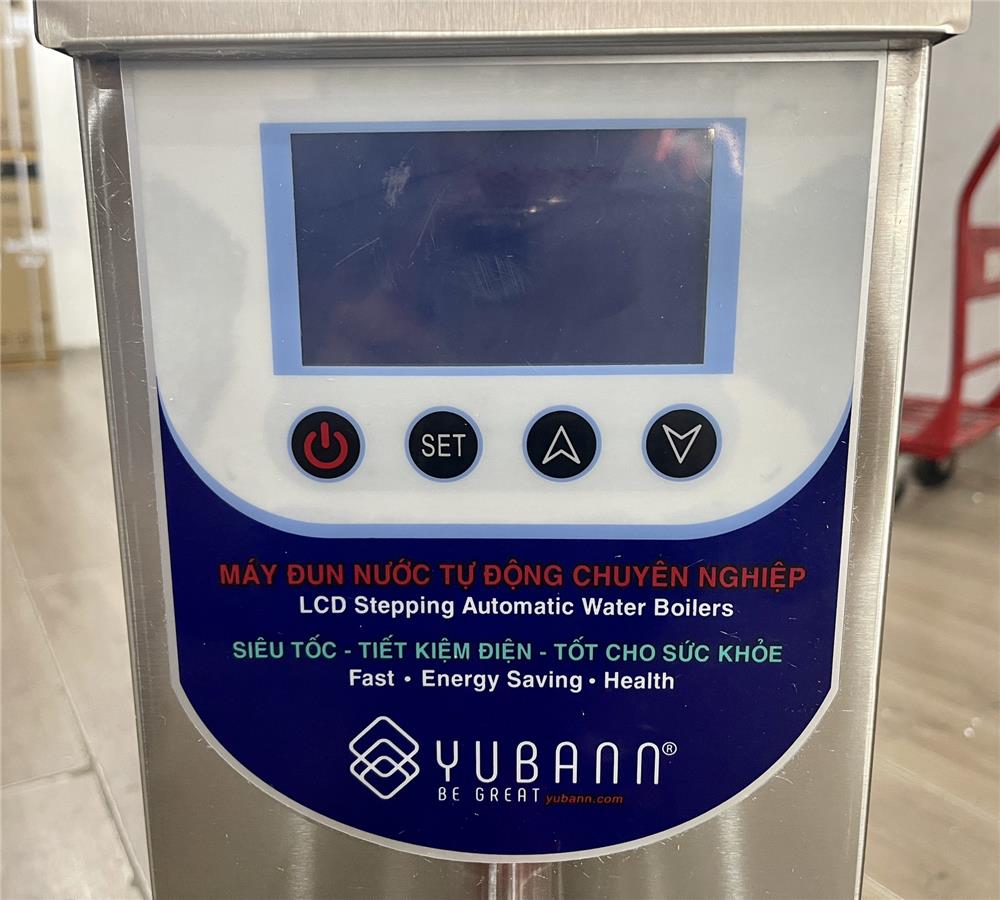 SET
MÁY ĐUN NƯỚC TỰ ĐỘNG CHUYÊN NGHIỆP
LCD Stepping Automatic Water Boilers
SIÊU TỐC - TIẾT KIỆM ĐIỆN - TỐT CHO SỨC KHỎE
Fast • Energy Saving • Health
YUBANN®
BE GREAT yubann.com